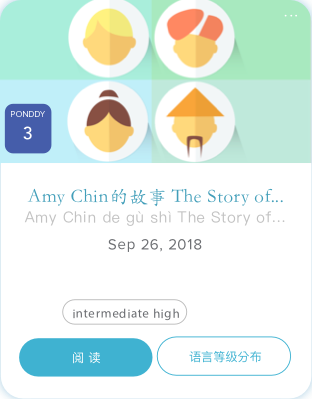 PONDDY
3
Amy Chin的故事 The Story of...
Amy Chin de gù shì The Story of...
Sep 26, 2018
intermediate high
阅 读
语言等级分布